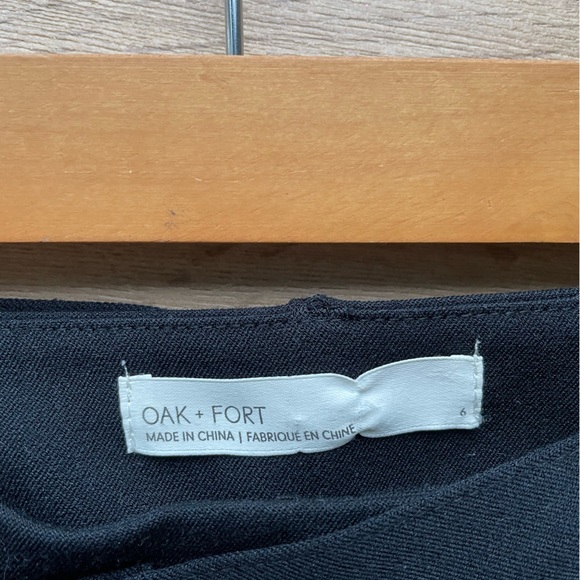 OAK + FORT
MADE IN CHINA | FABRIQUÉ EN CHINE
6